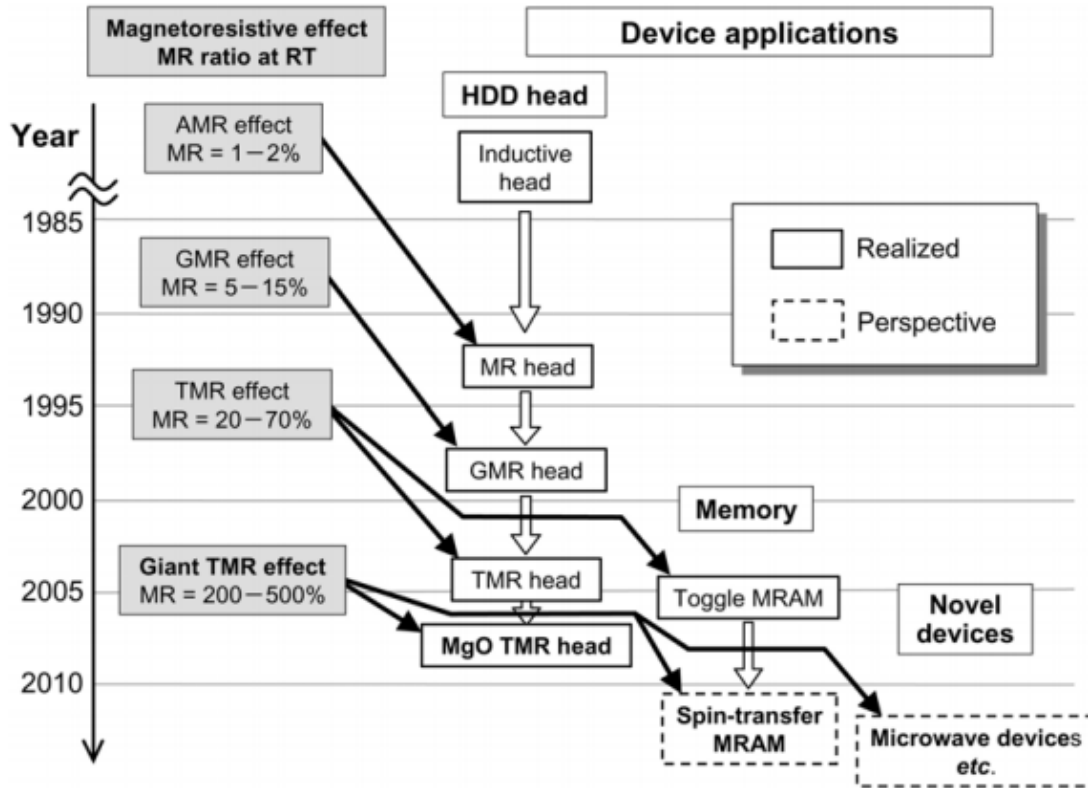 Magnetoresistive effect
MR ratio at RT
Device applications
HDD head
Year
AMR effect
MR = 1－2%
Inductive
head
1985
GMR effect
MR = 5－15%
Realized
1990
Perspective
MR head
TMR effect
MR = 20－70%
1995
GMR head
2000
Memory
Giant TMR effect
MR = 200－500%
TMR head
2005
Toggle MRAM
Novel
devices
MgO TMR head
2010
Spin-transfer
MRAM
Microwave devices
etc.